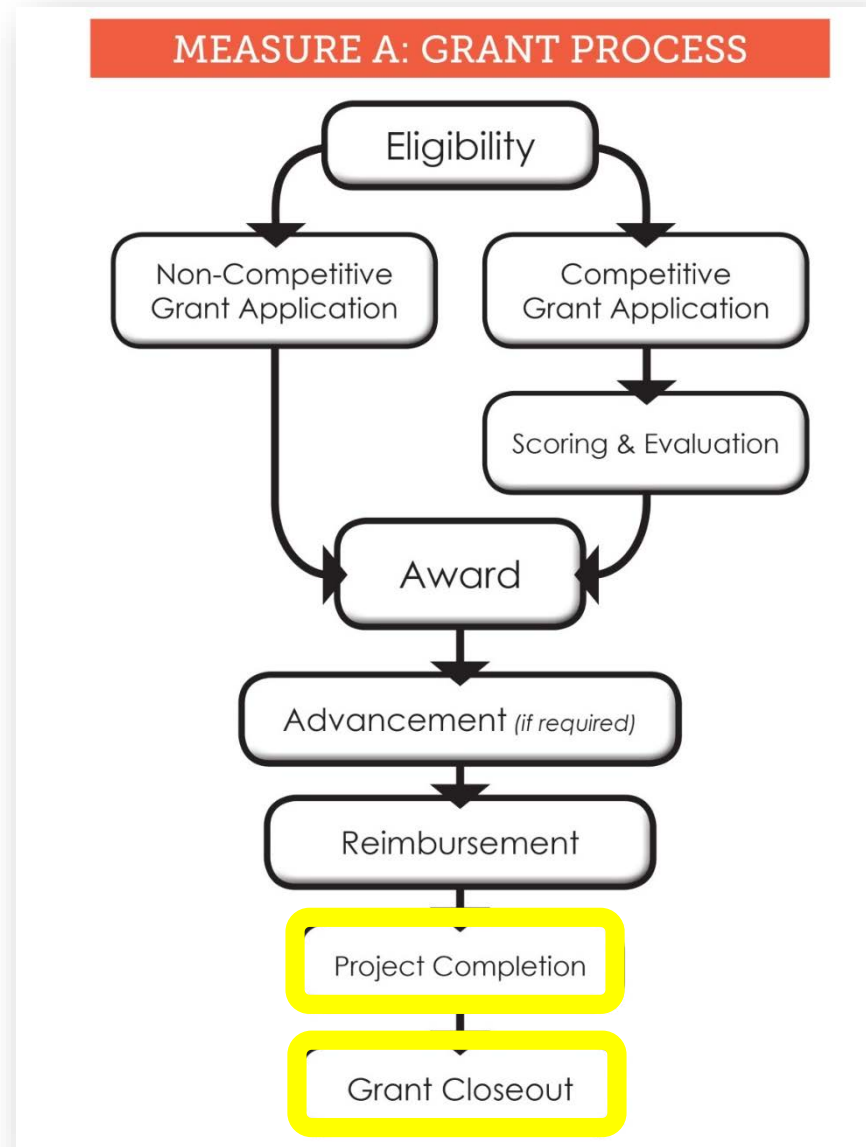 MEASURE A: GRANT PROCESS
Eligibility
Non-Competitive
Grant Application
Competitive
Grant Application
Scoring & Evaluation
Award
Advancement (if required)
Reimbursement
Project Completion
Grant Closeout